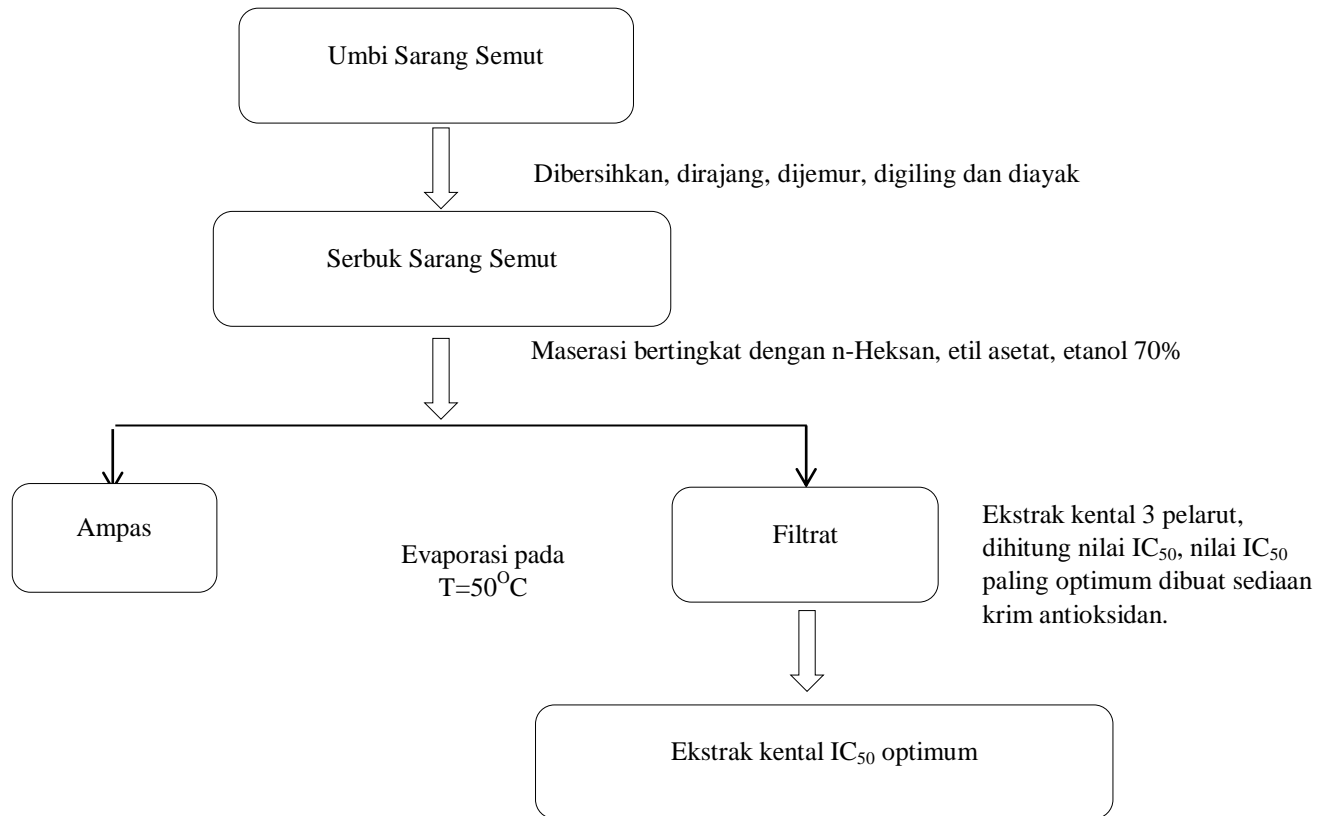 Umbi Sarang Semut
Dibersihkan, dirajang, dijemur, digiling dan diayak
Serbuk Sarang Semut
Maserasi bertingkat dengan n-Heksan, etil asetat, etanol 70%
Ampas
Evaporasi pada
T=50⁰C
Filtrat
Ekstrak kental 3 pelarut,
dihitung nilai IC₅₀, nilai IC₅₀
paling optimum dibuat sediaan
krim antioksidan.
Ekstrak kental IC₅₀ optimum